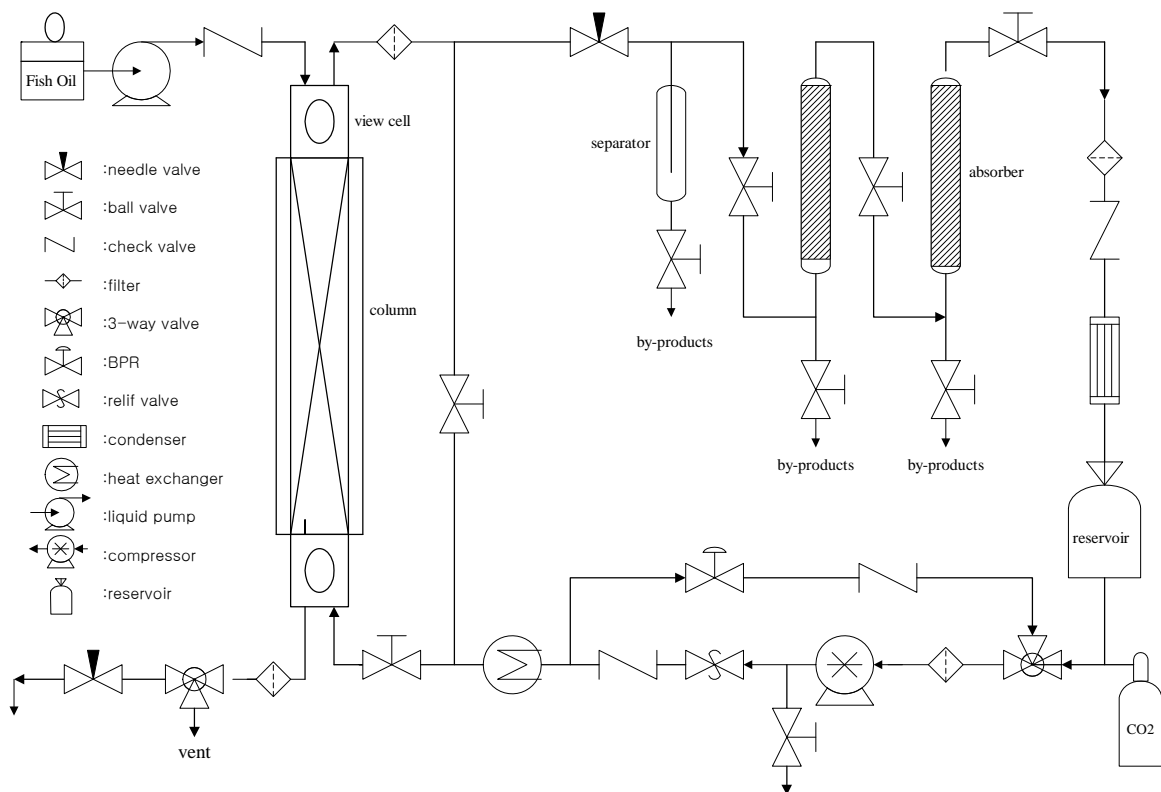 Fish Oil
view cell
separator
absorber
:needle valve
:ball valve
:check valve
:filter
:3-way valve
:BPR
:relif valve
:condenser
:heat exchanger
:liquid pump
:compressor
:reservoir
column
by-products
by-products
by-products
reservoir
vent
CO2